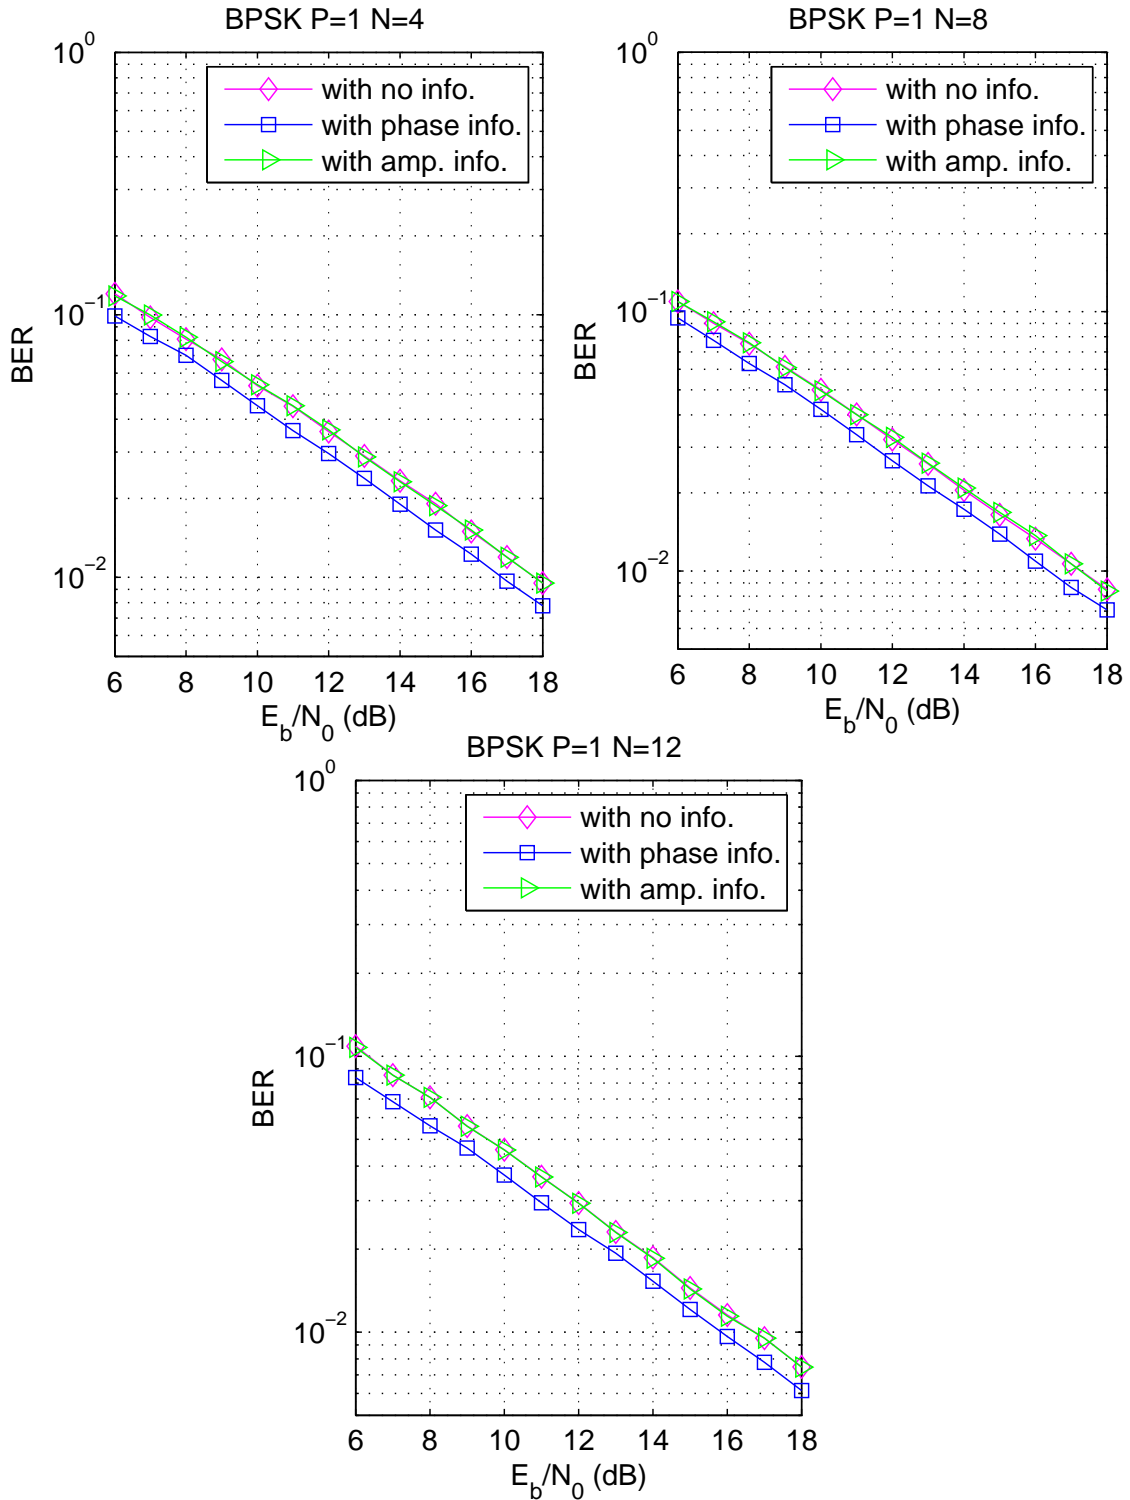 BPSK P=1 N=4
10^0
with no info.
with phase info.
with amp. info.
10^−1
BER
10^−2
6 8 10 12 14 16 18
E_b/N_0 (dB)
BPSK P=1 N=8
10^0
with no info.
with phase info.
with amp. info.
10^−1
BER
10^−2
6 8 10 12 14 16 18
E_b/N_0 (dB)
BPSK P=1 N=12
10^0
with no info.
with phase info.
with amp. info.
10^−1
BER
10^−2
6 8 10 12 14 16 18
E_b/N_0 (dB)